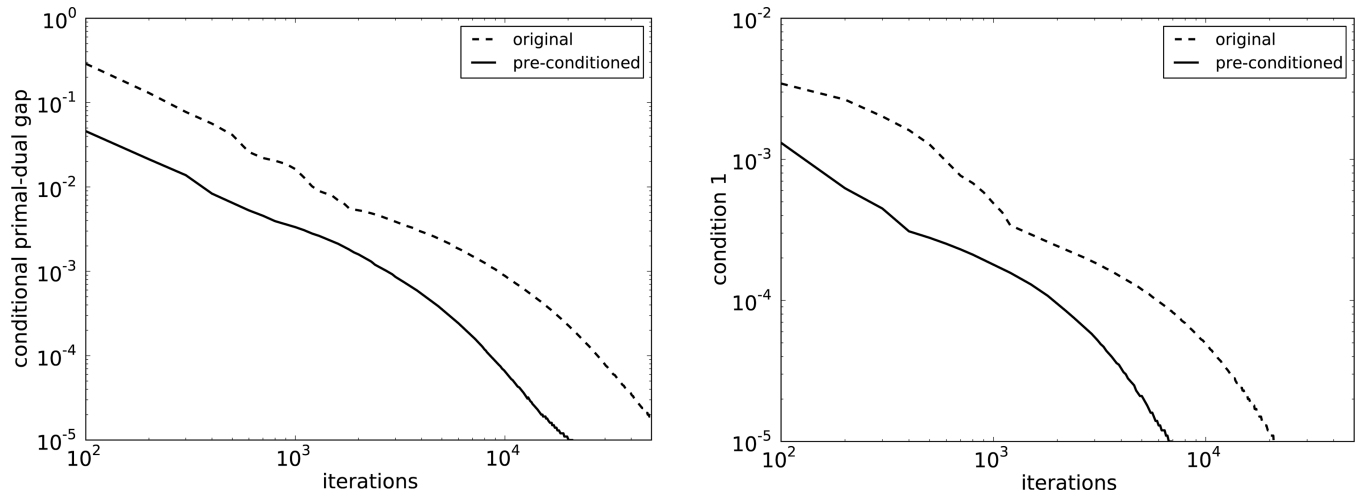 10^0
10^-1
10^-2
10^-3
10^-4
10^-5
conditional primal-dual gap
original
pre-conditioned
10^2
10^3
10^4
iterations
10^-2
10^-3
10^-4
10^-5
condition 1
original
pre-conditioned
10^2
10^3
10^4
iterations